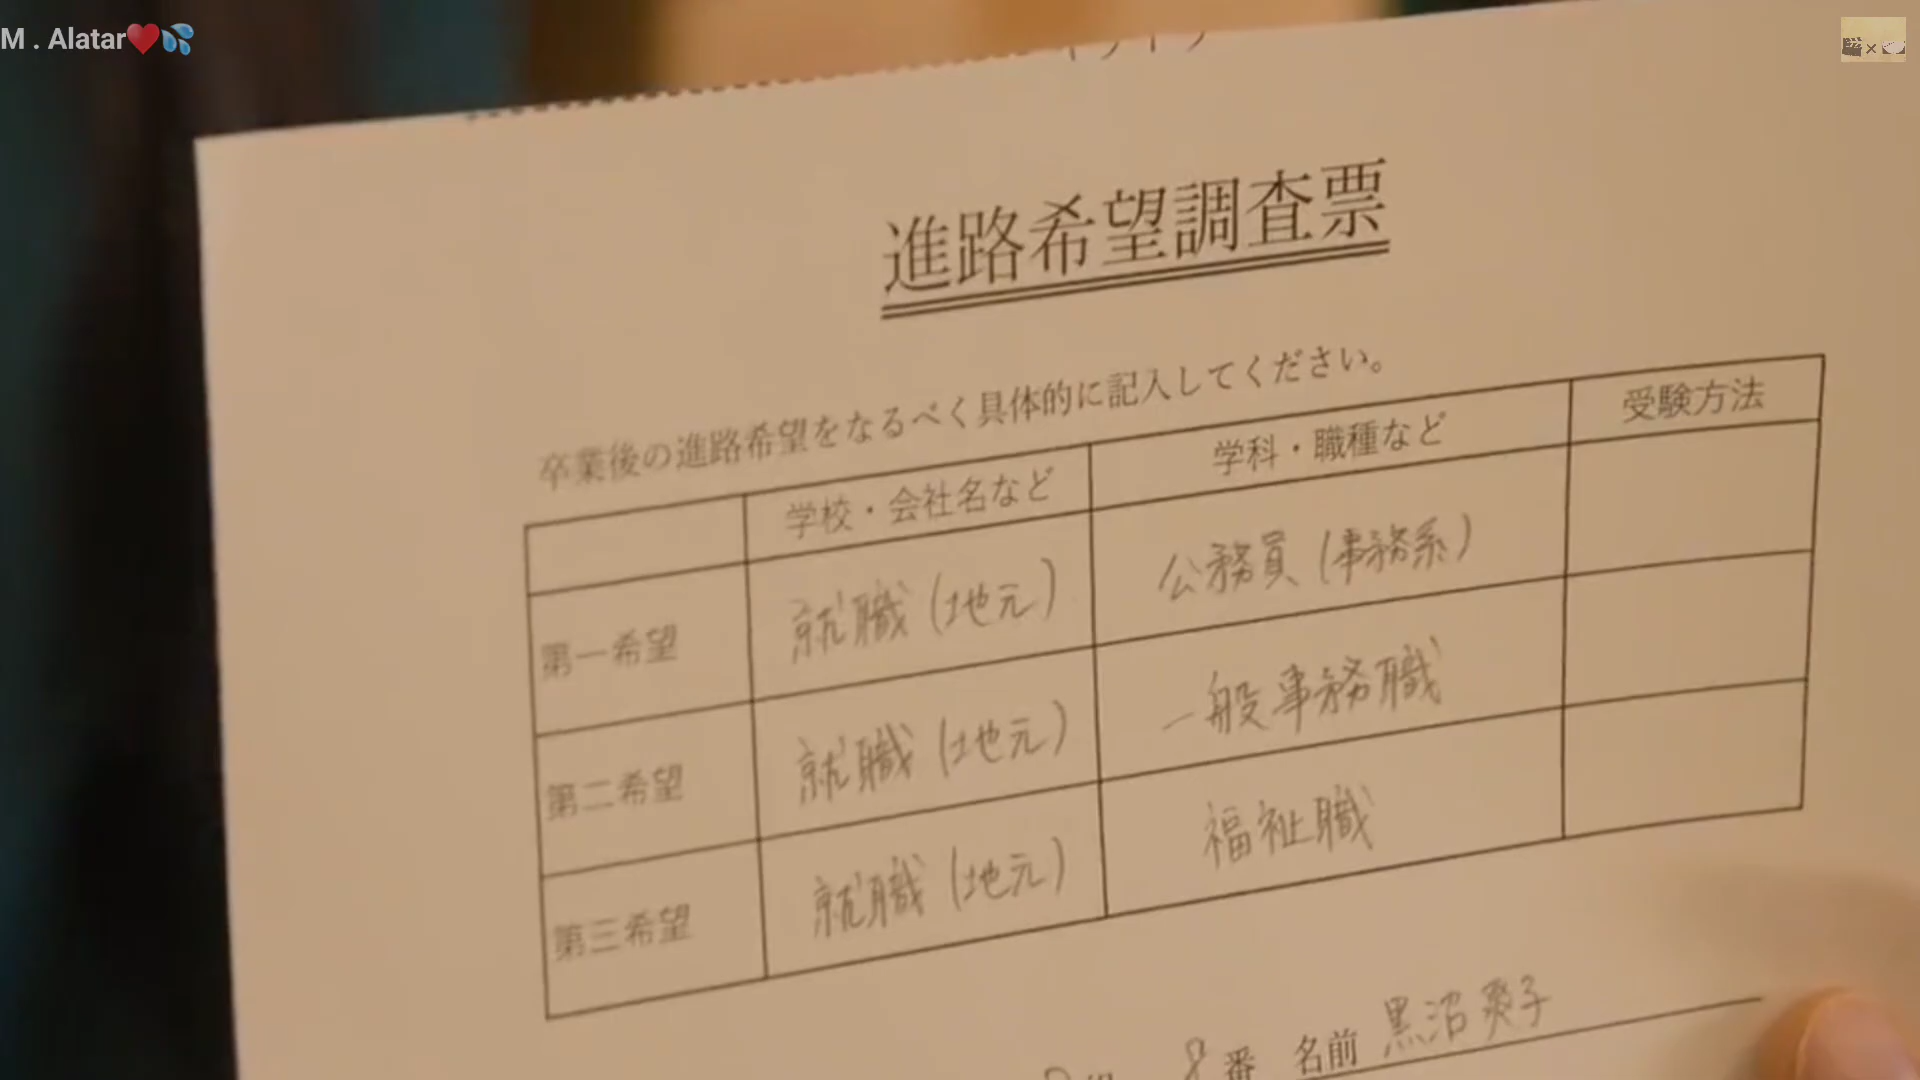 M . Alatar❤️💦
進路希望調査票
卒業後の進路希望をなるべく具体的に記入してください。
学校・会社名など 学科・職種など 受験方法
第一希望 就職(地元) 公務員(事務系)
第二希望 就職(地元) 一般事務職
第三希望 就職(地元) 福祉職
8番 名前 黒沼爽子